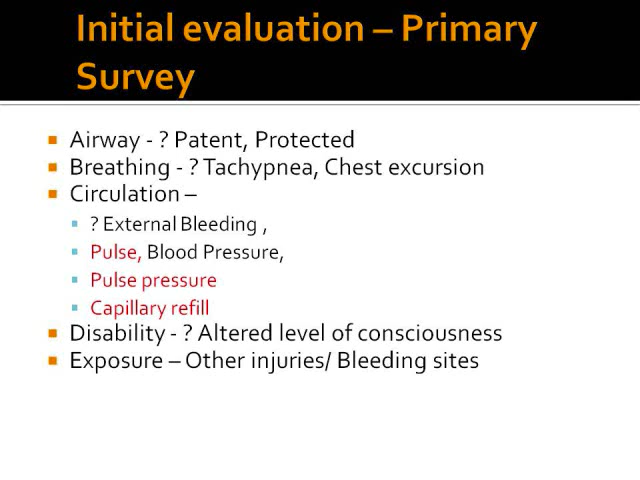 Initial evaluation – Primary
Survey
Airway - ? Patent, Protected
Breathing - ? Tachypnea, Chest excursion
Circulation –
? External Bleeding ,
Pulse, Blood Pressure,
Pulse pressure
Capillary refill
Disability - ? Altered level of consciousness
Exposure – Other injuries/ Bleeding sites